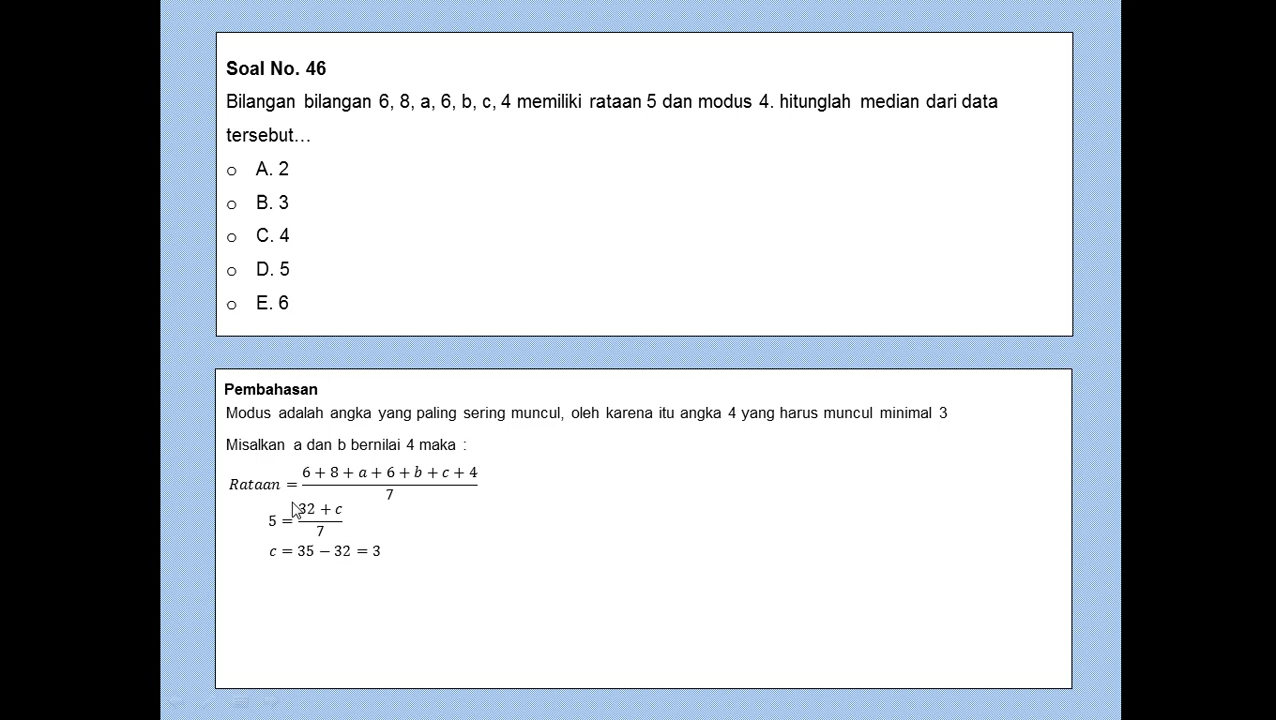 Soal No. 46
Bilangan bilangan 6, 8, a, 6, b, c, 4 memiliki rataan 5 dan modus 4. hitunglah median dari data
tersebut…
o A. 2
o B. 3
o C. 4
o D. 5
o E. 6
Pembahasan
Modus adalah angka yang paling sering muncul, oleh karena itu angka 4 yang harus muncul minimal 3
Misalkan a dan b bernilai 4 maka :
Rataan = (6 + 8 + a + 6 + b + c + 4) / 7
5 = (32 + c) / 7
c = 35 − 32 = 3